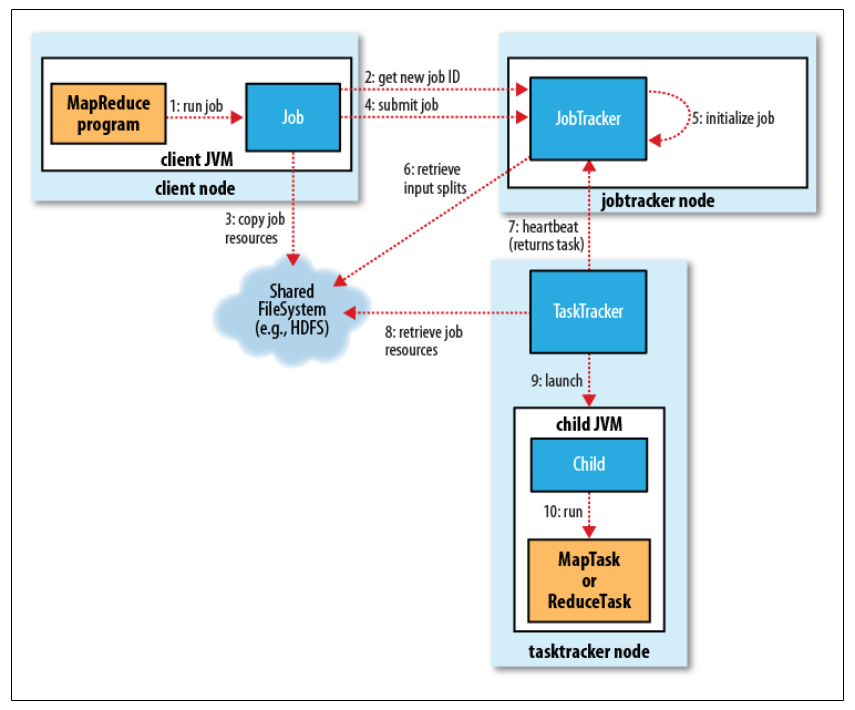 MapReduce
program
1: run job
Job
client JVM
client node
2: get new job ID
4: submit job
JobTracker
5: initialize job
jobtracker node
3: copy job
resources
6: retrieve
input splits
7: heartbeat
(returns task)
Shared
FileSystem
(e.g., HDFS)
8: retrieve job
resources
TaskTracker
9: launch
child JVM
Child
10: run
MapTask
or
ReduceTask
tasktracker node